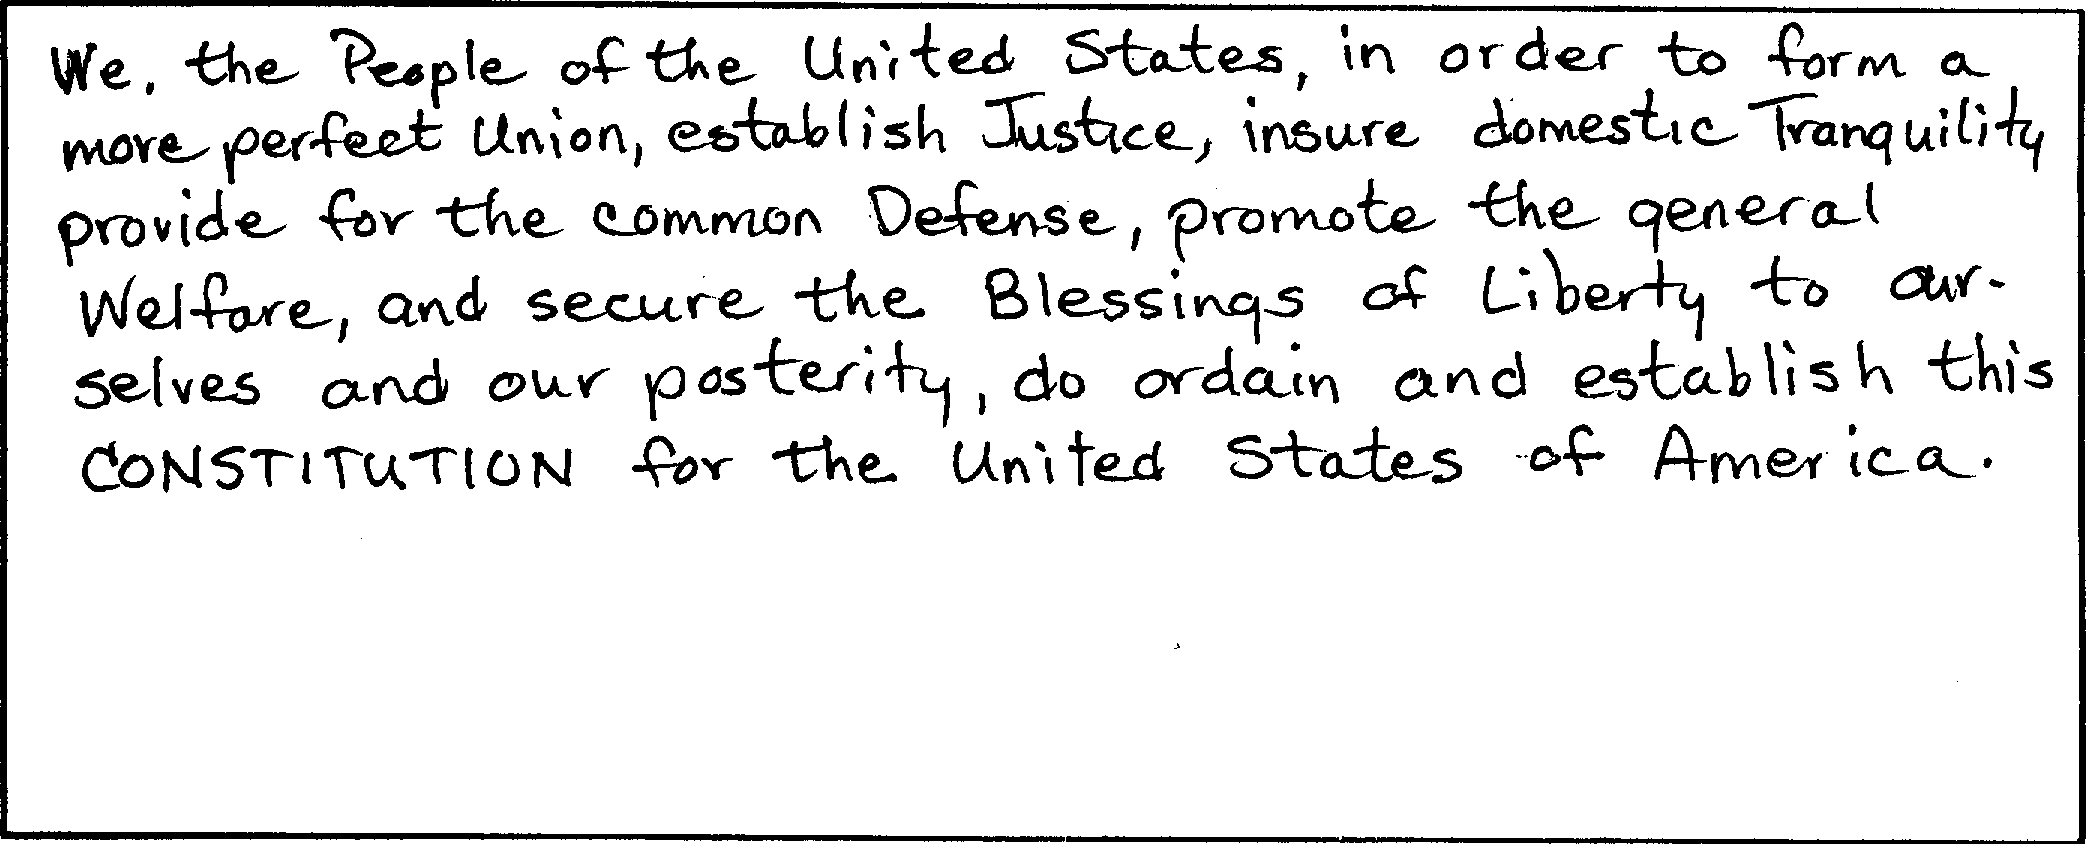 We, the People of the United States, in order to form a
more perfect Union, establish Justice, insure domestic Tranquility
provide for the common Defense, promote the general
Welfare, and secure the Blessings of Liberty to our-
selves and our posterity, do ordain and establish this
CONSTITUTION for the United States of America.